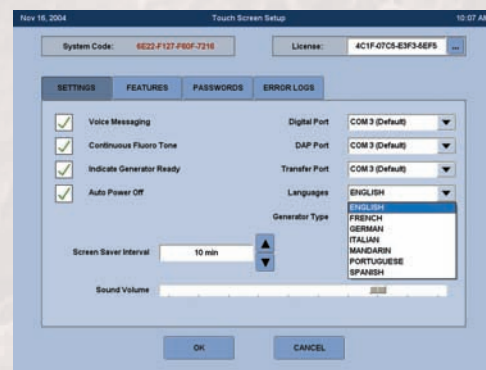 Nov 16, 2004 Touch Screen Setup 10:07 AM
System Code: 6E22-F127-F60F-7216 License: 4C1F-07C5-E3F3-5EF5 ...
SETTINGS FEATURES PASSWORDS ERROR LOGS
Voice Messaging Digital Port COM 3 (Default)
Continuous Fluoro Tone DAP Port COM 3 (Default)
Indicate Generator Ready Transfer Port COM 3 (Default)
Auto Power Off Languages ENGLISH
Generator Type
ENGLISH
FRENCH
GERMAN
ITALIAN
MANDARIN
PORTUGUESE
SPANISH
Screen Saver Interval 10 min
Sound Volume
OK CANCEL